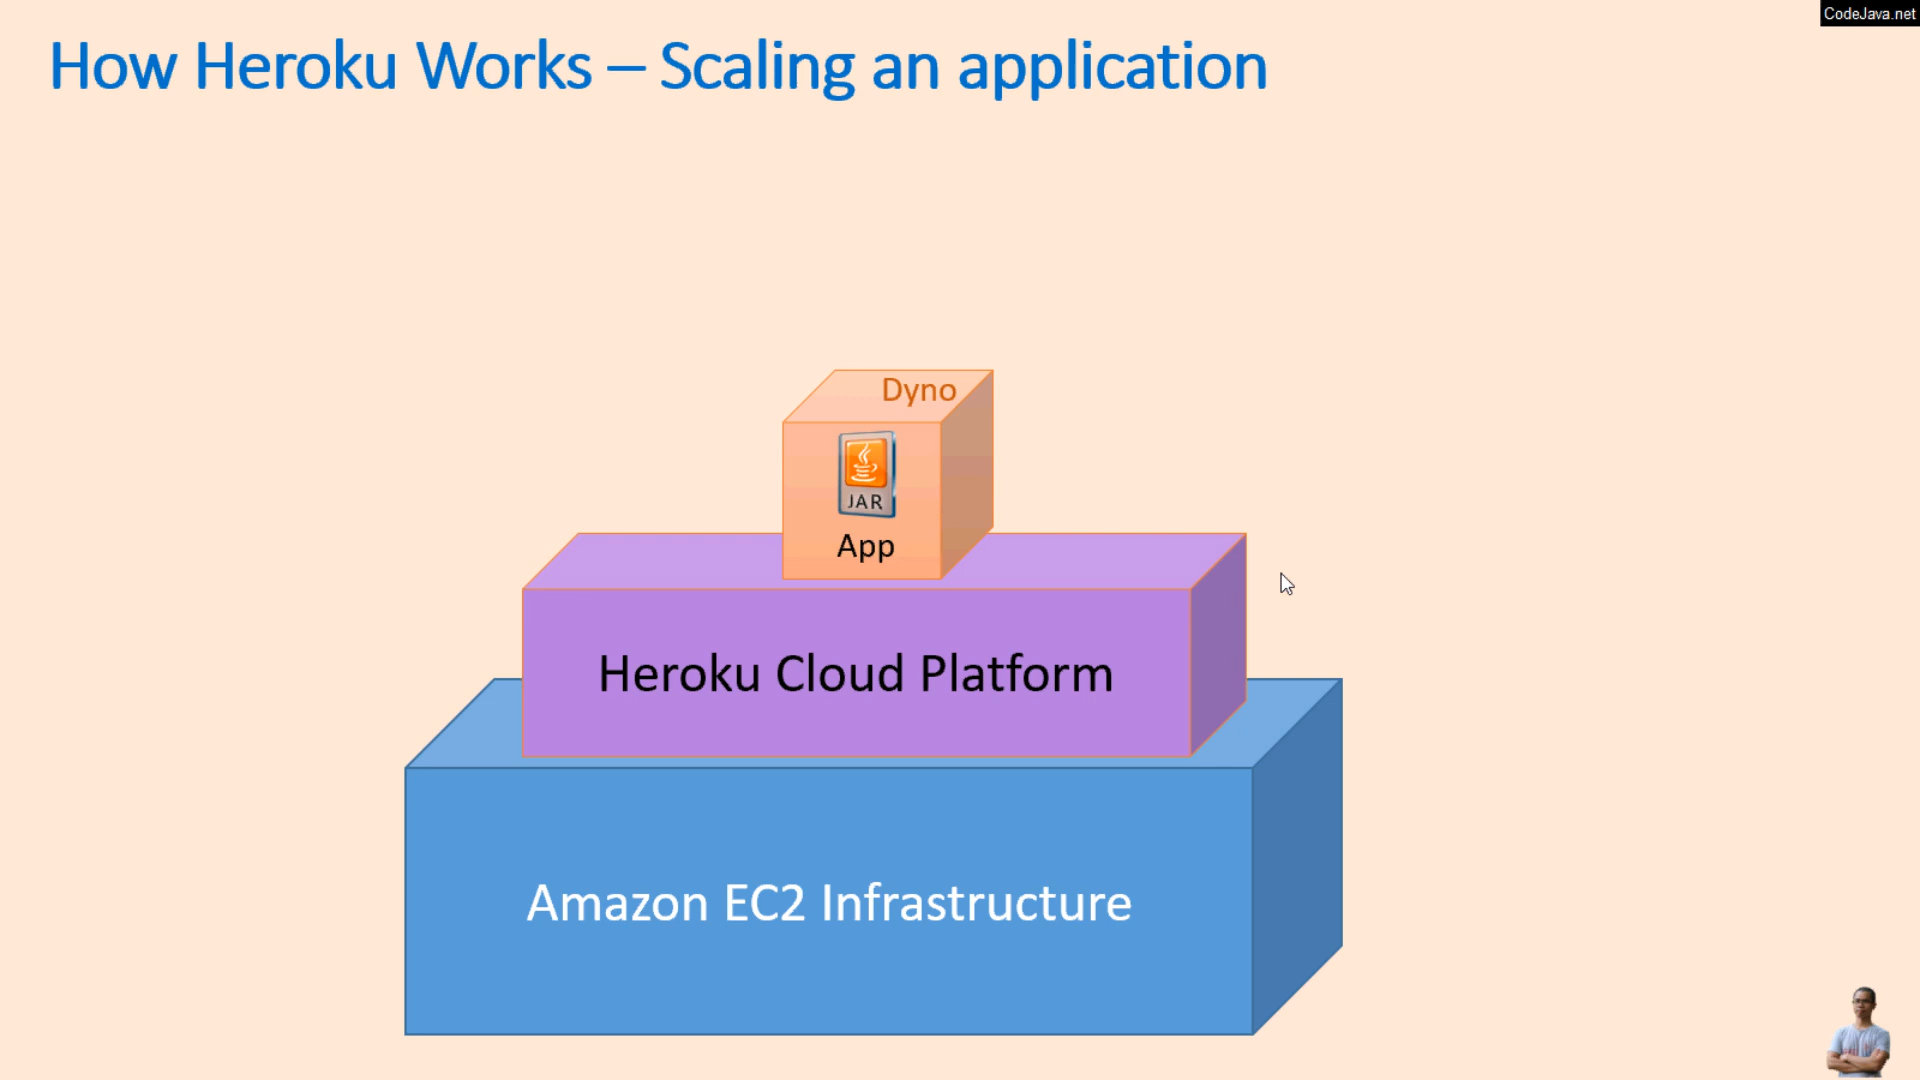 CodeJava.net
How Heroku Works – Scaling an application
Dyno
JAR
App
Heroku Cloud Platform
Amazon EC2 Infrastructure